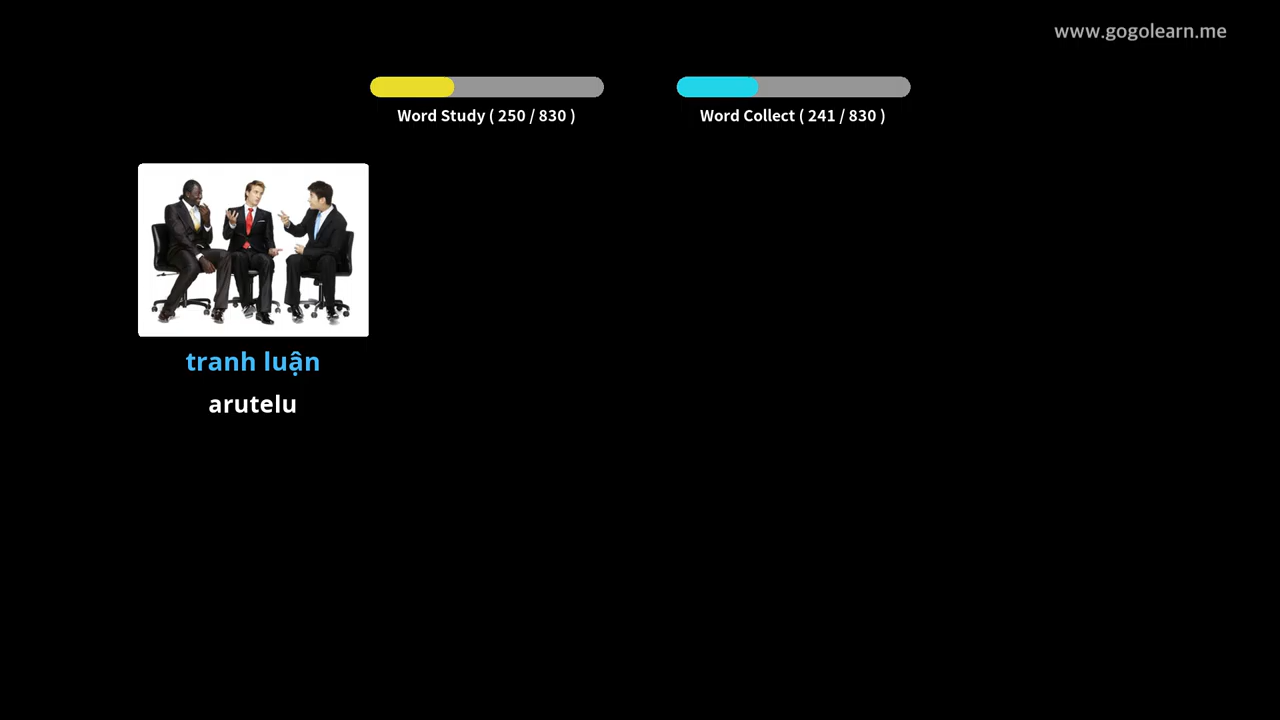 www.gogolearn.me
Word Study ( 250 / 830 )
Word Collect ( 241 / 830 )
tranh luận
arutelu